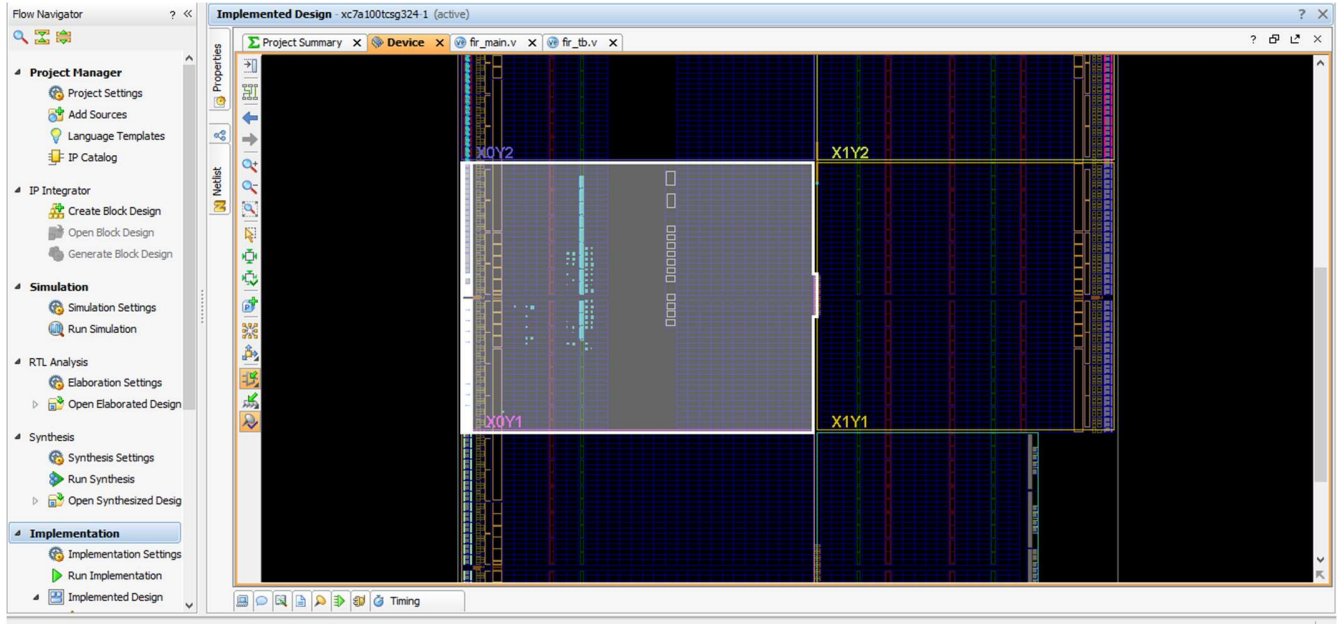 Flow Navigator ? «
Implemented Design - xc7a100tcsg324-1 (active) ? X
Σ Project Summary X Device X fir_main.v X fir_tb.v X ?
Properties
Netlist
Project Manager
Project Settings
Add Sources
Language Templates
IP Catalog
IP Integrator
Create Block Design
Open Block Design
Generate Block Design
Simulation
Simulation Settings
Run Simulation
RTL Analysis
Elaboration Settings
Open Elaborated Design
Synthesis
Synthesis Settings
Run Synthesis
Open Synthesized Desig
Implementation
Implementation Settings
Run Implementation
Implemented Design
X0Y2
X1Y2
X0Y1
X1Y1
Timing